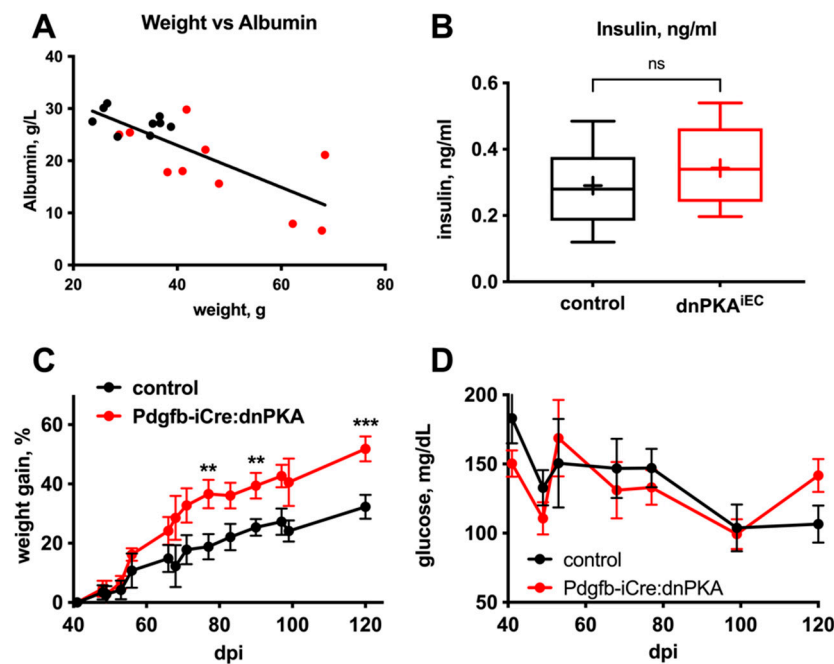 A
Weight vs Albumin
Albumin, g/L
40
30
20
10
0
20
40
60
80
weight, g
B
Insulin, ng/ml
ns
insulin, ng/ml
0.6
0.4
0.2
0.0
control
dnPKAiEC
C
control
Pdgfb-iCre:dnPKA
weight gain, %
60
40
20
0
**
**
***
40
60
80
100
120
dpi
D
glucose, mg/dL
200
150
100
50
control
Pdgfb-iCre:dnPKA
40
60
80
100
120
dpi